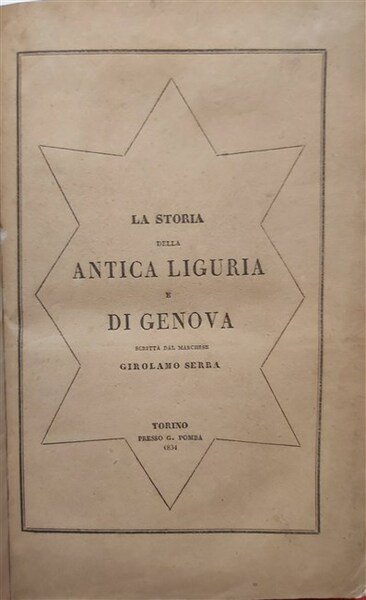 LA STORIA
DELLA
ANTICA LIGURIA
E
DI GENOVA
SCRITTA DAL MARCHESE
GIROLAMO SERRA
TORINO
PRESSO G. POMBA
1834